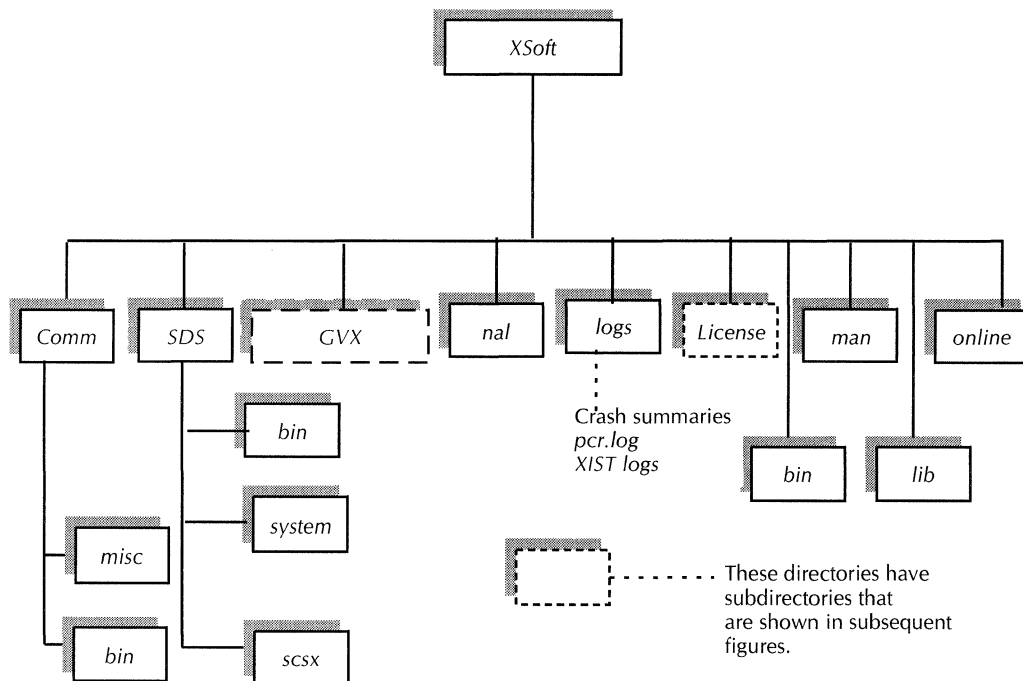 XSoft
Comm
SDS
GVX
nal
logs
License
man
online
Crash summaries
pcr.log
XIST logs
bin
bin
lib
system
misc
These directories have
subdirectories that
are shown in subsequent
figures.
bin
scsx